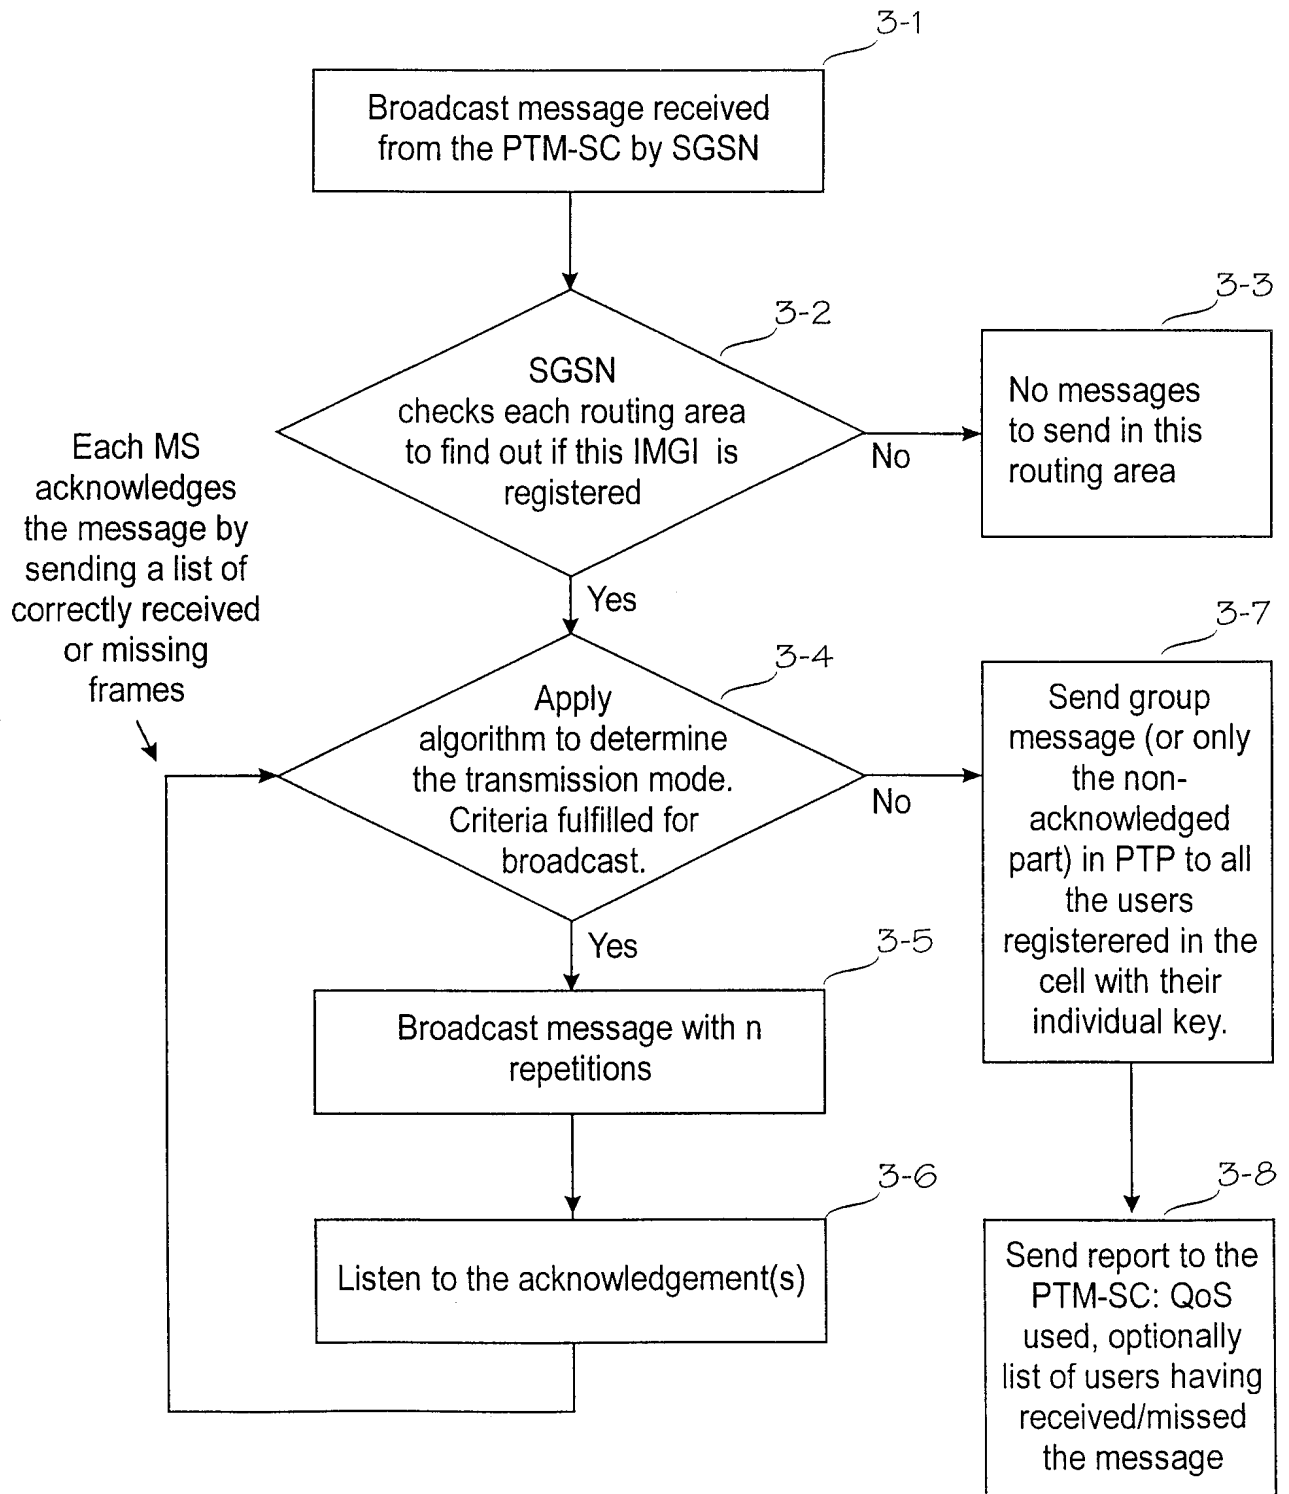 3-1
Broadcast message received
from the PTM-SC by SGSN
3-2
SGSN
checks each routing area
to find out if this IMGI is
registered
No
3-3
No messages
to send in this
routing area
Each MS
acknowledges
the message by
sending a list of
correctly received
or missing
frames
Yes
3-4
Apply
algorithm to determine
the transmission mode.
Criteria fulfilled for
broadcast.
No
3-7
Send group
message (or only
the non-
acknowledged
part) in PTP to all
the users
registerered in the
cell with their
individual key.
Yes
3-5
Broadcast message with n
repetitions
3-6
Listen to the acknowledgement(s)
3-8
Send report to the
PTM-SC: QoS
used, optionally
list of users having
received/missed
the message